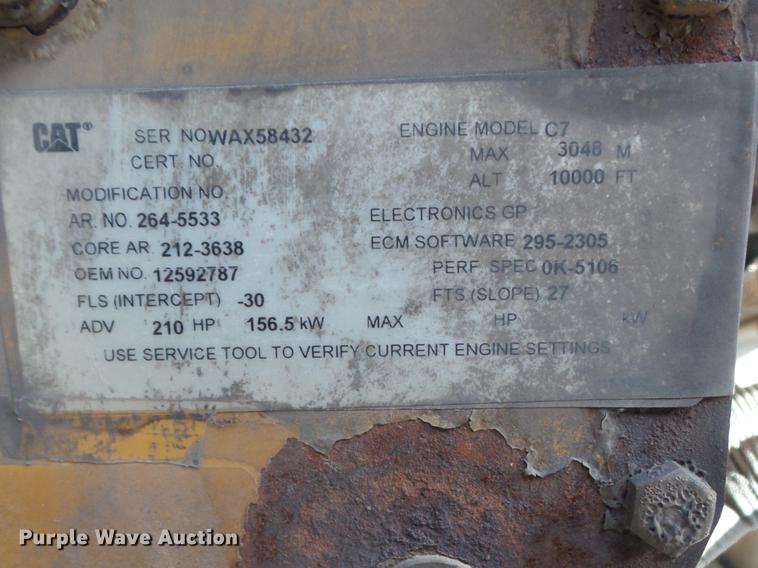 CAT® SER NO WAX58432 ENGINE MODEL C7
CERT NO. MAX 3048 M
ALT 10000 FT
MODIFICATION NO.
AR. NO. 264-5533 ELECTRONICS GP
CORE AR 212-3638 ECM SOFTWARE 295-2305
OEM NO. 12592787 PERF SPEC 0K-5106
FLS (INTERCEPT) -30 FTS (SLOPE) 27
ADV 210 HP 156.5 kW MAX HP kW
USE SERVICE TOOL TO VERIFY CURRENT ENGINE SETTINGS
Purple Wave Auction